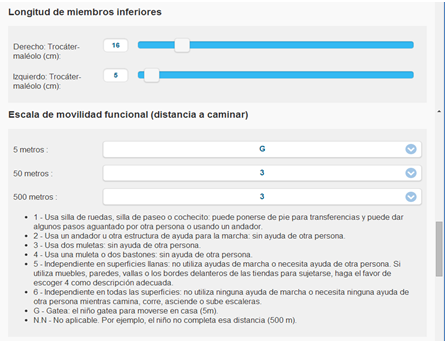 Longitud de miembros inferiores
Derecho: Trocáter-
maléolo (cm):
16
Izquierdo: Trocáter-
maléolo (cm):
5
Escala de movilidad funcional (distancia a caminar)
5 metros :
G
50 metros :
3
500 metros :
3
• 1 - Usa silla de ruedas, silla de paseo o cochecito: puede ponerse de pie para transferencias y puede dar
algunos pasos aguantado por otra persona o usando un andador.
• 2 - Usa un andador u otra estructura de ayuda para la marcha: sin ayuda de otra persona.
• 3 - Usa dos muletas: sin ayuda de otra persona.
• 4 - Usa una muleta o dos bastones: sin ayuda de otra persona.
• 5 - Independiente en superficies llanas: no utiliza ayudas de marcha o necesita ayuda de otra persona. Si
utiliza muebles, paredes, vallas o los bordes delanteros de las tiendas para sujetarse, haga el favor de
escoger 4 como descripción adecuada.
• 6 - Independiente en todas las superficies: no utiliza ninguna ayuda de marcha o necesita ninguna ayuda de
otra persona mientras camina, corre, asciende o sube escaleras.
• G - Gatea: el niño gatea para moverse en casa (5m).
• N.N - No aplicable. Por ejemplo, el niño no completa esa distancia (500 m).